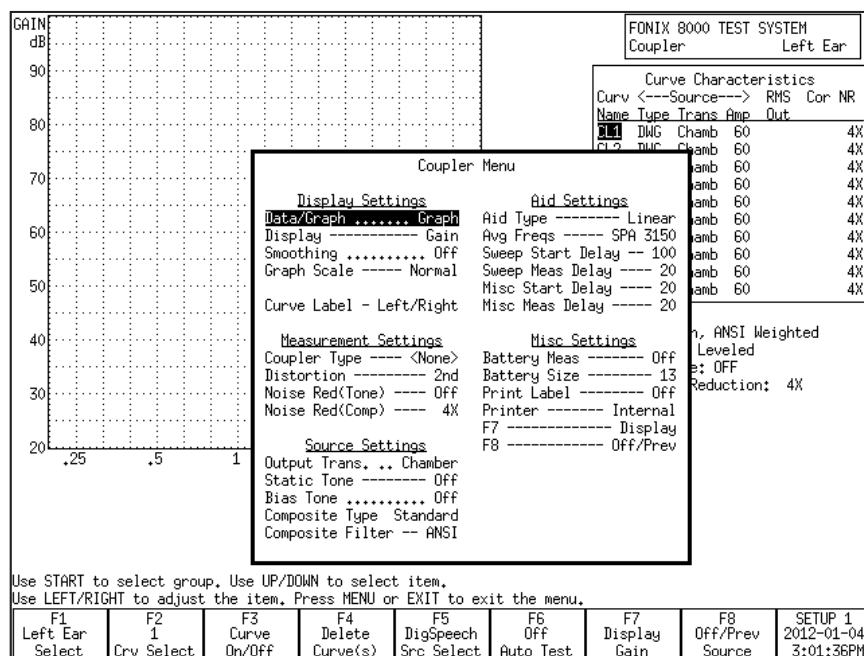 GAIN
dB
90
80
70
60
50
40
30
20
.25 .5 1
FONIX 8000 TEST SYSTEM
Coupler Left Ear
Curve Characteristics
Curv <---Source---> RMS Cor NR
Name Type Trans Amp Out
CL1 DWG Chamb 60 4X
CL2 DWG Chamb 60 4X
amb 60 4X
amb 60 4X
amb 60 4X
amb 60 4X
amb 60 4X
amb 60 4X
amb 60 4X
amb 60 4X
, ANSI Weighted
Leveled
: OFF
Reduction: 4X
Coupler Menu
Display Settings
Data/Graph ....... Graph
Display ----------- Gain
Smoothing .......... Off
Graph Scale ----- Normal
Curve Label - Left/Right
Measurement Settings
Coupler Type ---- <None>
Distortion --------- 2nd
Noise Red(Tone) ---- Off
Noise Red(Comp) ---- 4X
Source Settings
Output Trans. .. Chamber
Static Tone -------- Off
Bias Tone .......... Off
Composite Type Standard
Composite Filter -- ANSI
Aid Settings
Aid Type -------- Linear
Avg Freqs ----- SPA 3150
Sweep Start Delay -- 100
Sweep Meas Delay ---- 20
Misc Start Delay ---- 20
Misc Meas Delay ----- 20
Misc Settings
Battery Meas ------- Off
Battery Size -------- 13
Print Label -------- Off
Printer ------- Internal
F7 ------------- Display
F8 ------------ Off/Prev
Use START to select group. Use UP/DOWN to select item.
Use LEFT/RIGHT to adjust the item. Press MENU or EXIT to exit the menu.
F1
Left Ear
Select
F2
1
Crv Select
F3
Curve
On/Off
F4
Delete
Curve(s)
F5
DigSpeech
Src Select
F6
Off
Auto Test
F7
Display
Gain
F8
Off/Prev
Source
SETUP 1
2012-01-04
3:01:36PM